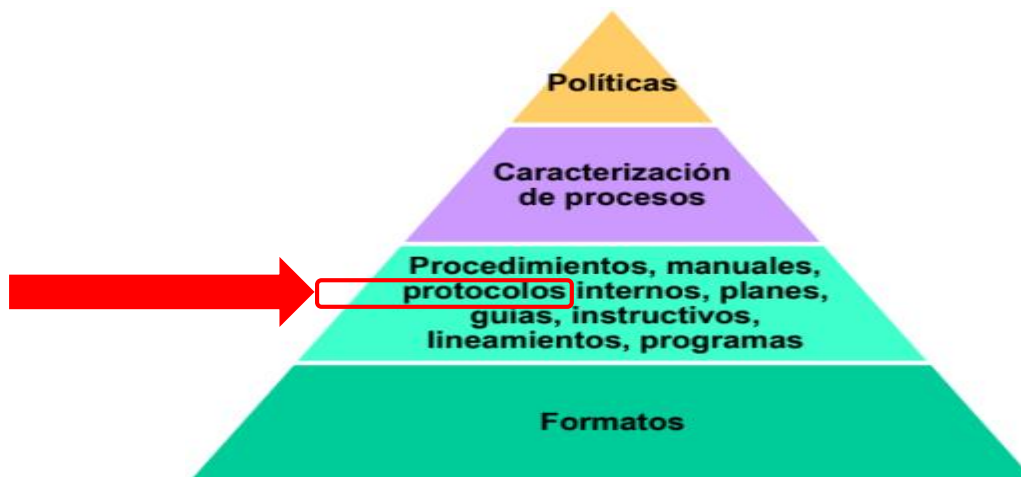 Políticas
Caracterización
de procesos
Procedimientos, manuales,
protocolos internos, planes,
guías, instructivos,
lineamientos, programas
Formatos